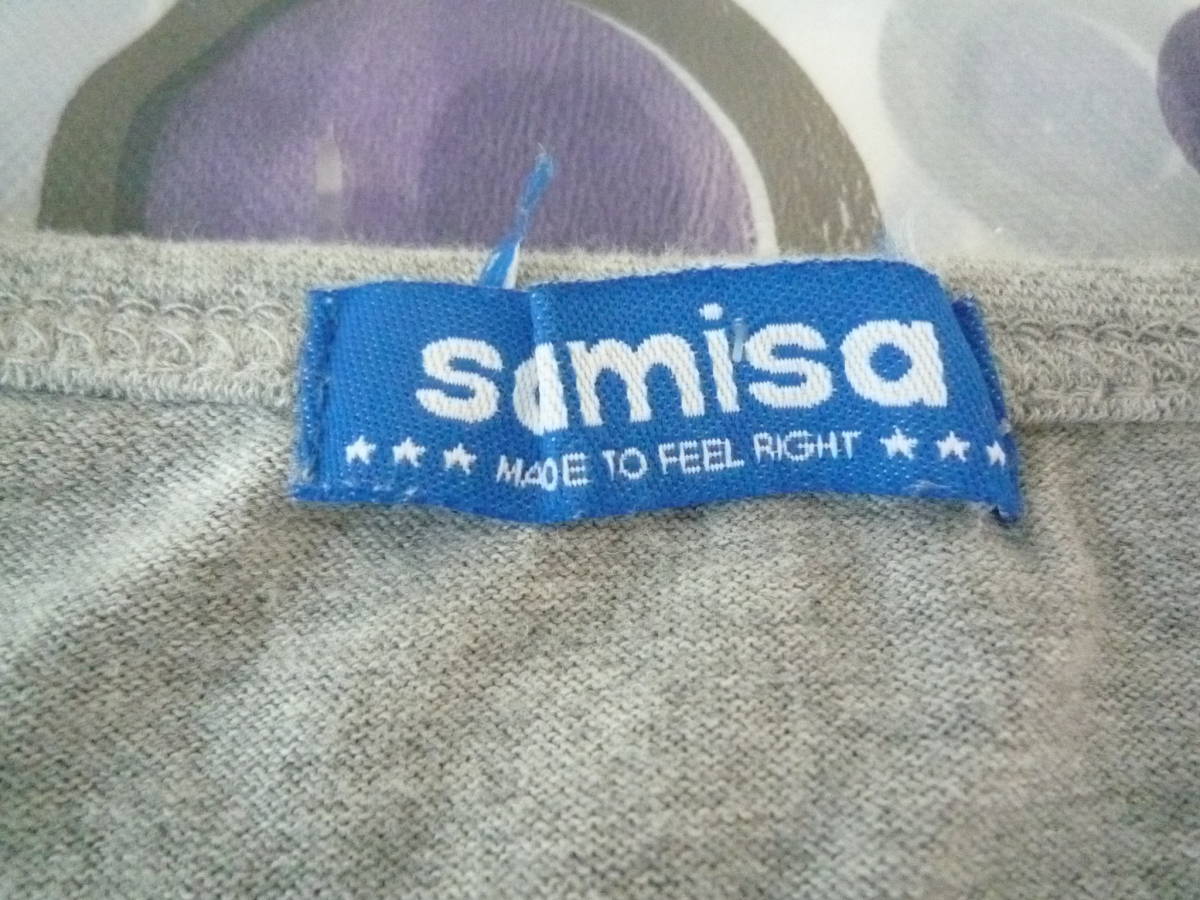 samisa
★★★ MADE TO FEEL RIGHT ★★★